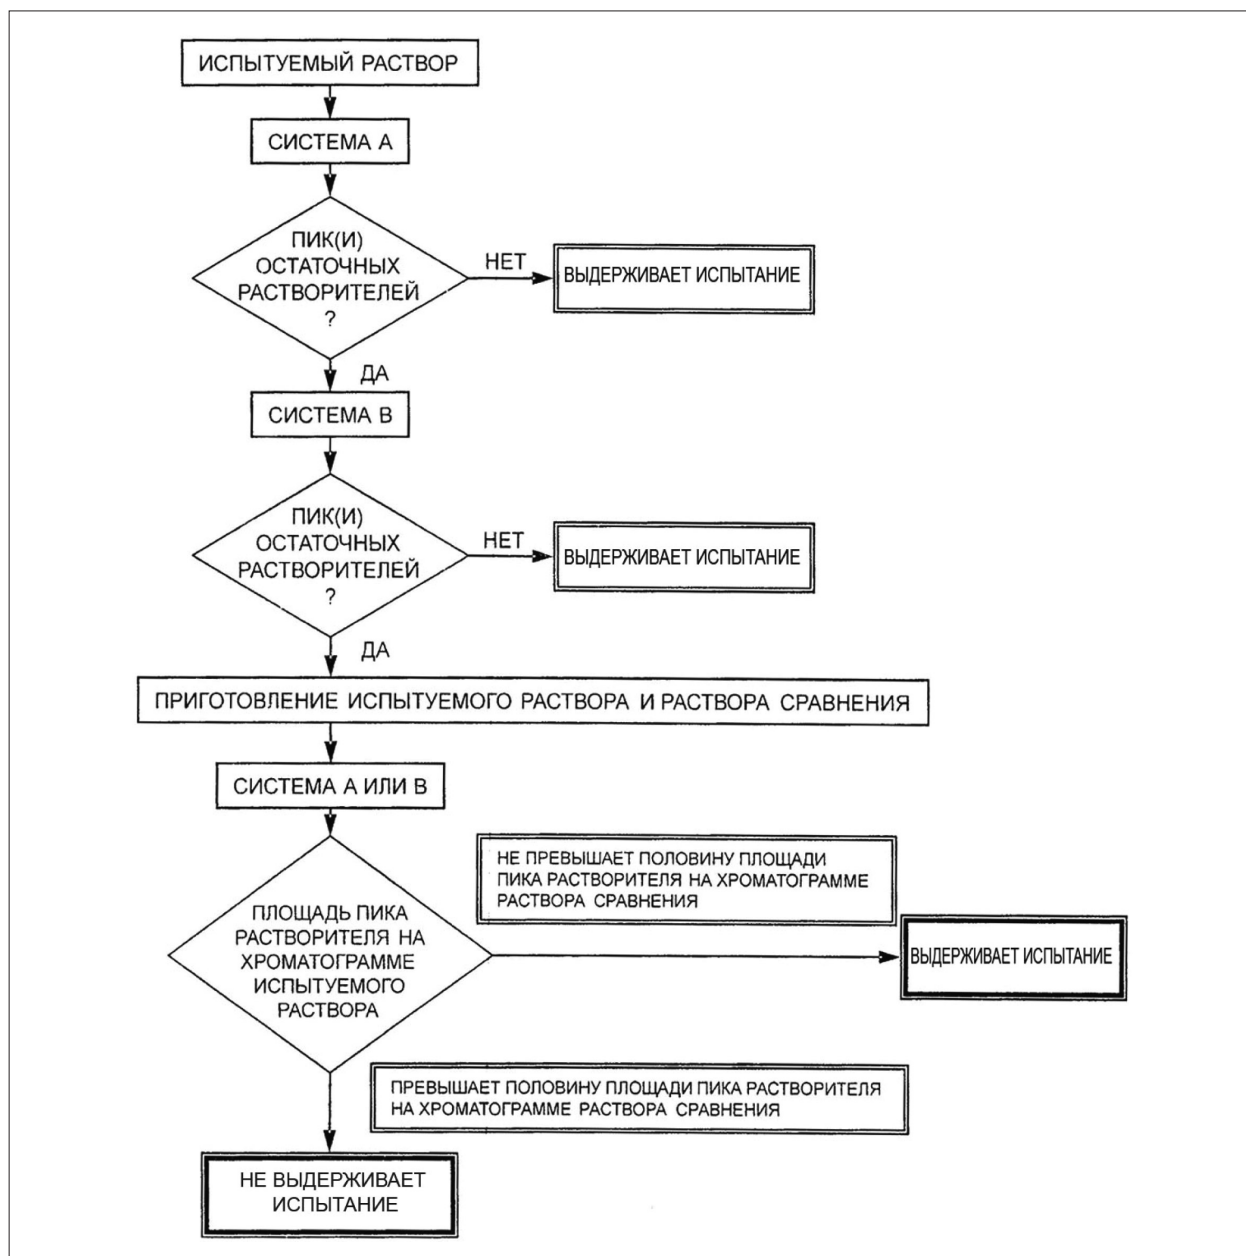 ИСПЫТУЕМЫЙ РАСТВОР
СИСТЕМА А
ПИК(И)
ОСТАТОЧНЫХ
РАСТВОРИТЕЛЕЙ
?
НЕТ
ВЫДЕРЖИВАЕТ ИСПЫТАНИЕ
ДА
СИСТЕМА В
ПИК(И)
ОСТАТОЧНЫХ
РАСТВОРИТЕЛЕЙ
?
НЕТ
ВЫДЕРЖИВАЕТ ИСПЫТАНИЕ
ДА
ПРИГОТОВЛЕНИЕ ИСПЫТУЕМОГО РАСТВОРА И РАСТВОРА СРАВНЕНИЯ
СИСТЕМА А ИЛИ В
ПЛОЩАДЬ ПИКА
РАСТВОРИТЕЛЯ НА
ХРОМАТОГРАММЕ
ИСПЫТУЕМОГО
РАСТВОРА
НЕ ПРЕВЫШАЕТ ПОЛОВИНУ ПЛОЩАДИ
ПИКА РАСТВОРИТЕЛЯ НА ХРОМАТОГРАММЕ
РАСТВОРА СРАВНЕНИЯ
ВЫДЕРЖИВАЕТ ИСПЫТАНИЕ
ПРЕВЫШАЕТ ПОЛОВИНУ ПЛОЩАДИ ПИКА РАСТВОРИТЕЛЯ
НА ХРОМАТОГРАММЕ РАСТВОРА СРАВНЕНИЯ
НЕ ВЫДЕРЖИВАЕТ
ИСПЫТАНИЕ